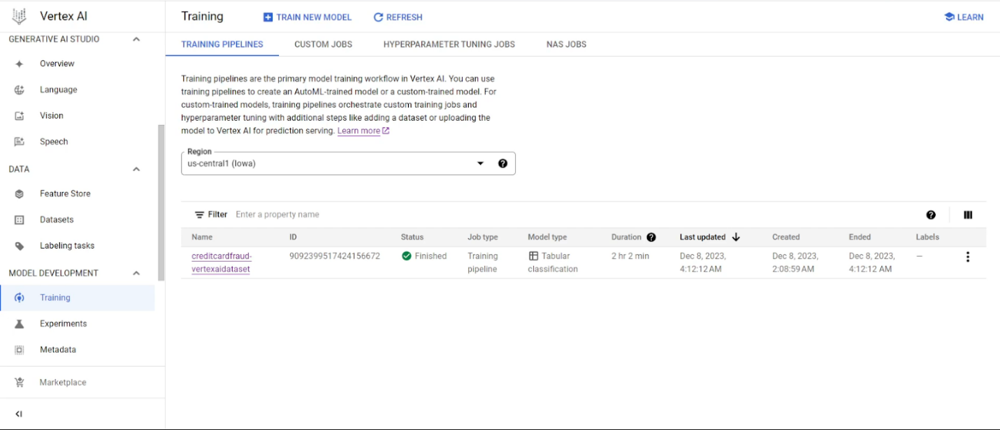 Vertex AI
GENERATIVE AI STUDIO
Overview
Language
Vision
Speech
DATA
Feature Store
Datasets
Labeling tasks
MODEL DEVELOPMENT
Training
Experiments
Metadata
Marketplace
Training
TRAIN NEW MODEL
REFRESH
LEARN
TRAINING PIPELINES
CUSTOM JOBS
HYPERPARAMETER TUNING JOBS
NAS JOBS
Training pipelines are the primary model training workflow in Vertex AI. You can use
training pipelines to create an AutoML-trained model or a custom-trained model. For
custom-trained models, training pipelines orchestrate custom training jobs and
hyperparameter tuning with additional steps like adding a dataset or uploading the
model to Vertex AI for prediction serving. Learn more
Region
us-central1 (Iowa)
Filter Enter a property name
Name ID Status Job type Model type Duration Last updated Created Ended Labels
creditcardfraud- 9092399517424156672 Finished Training Tabular 2 hr 2 min Dec 8, 2023, Dec 8, 2023, Dec 8, 2023, —
vertexaidataset pipeline classification 4:12:12 AM 2:08:59 AM 4:12:12 AM